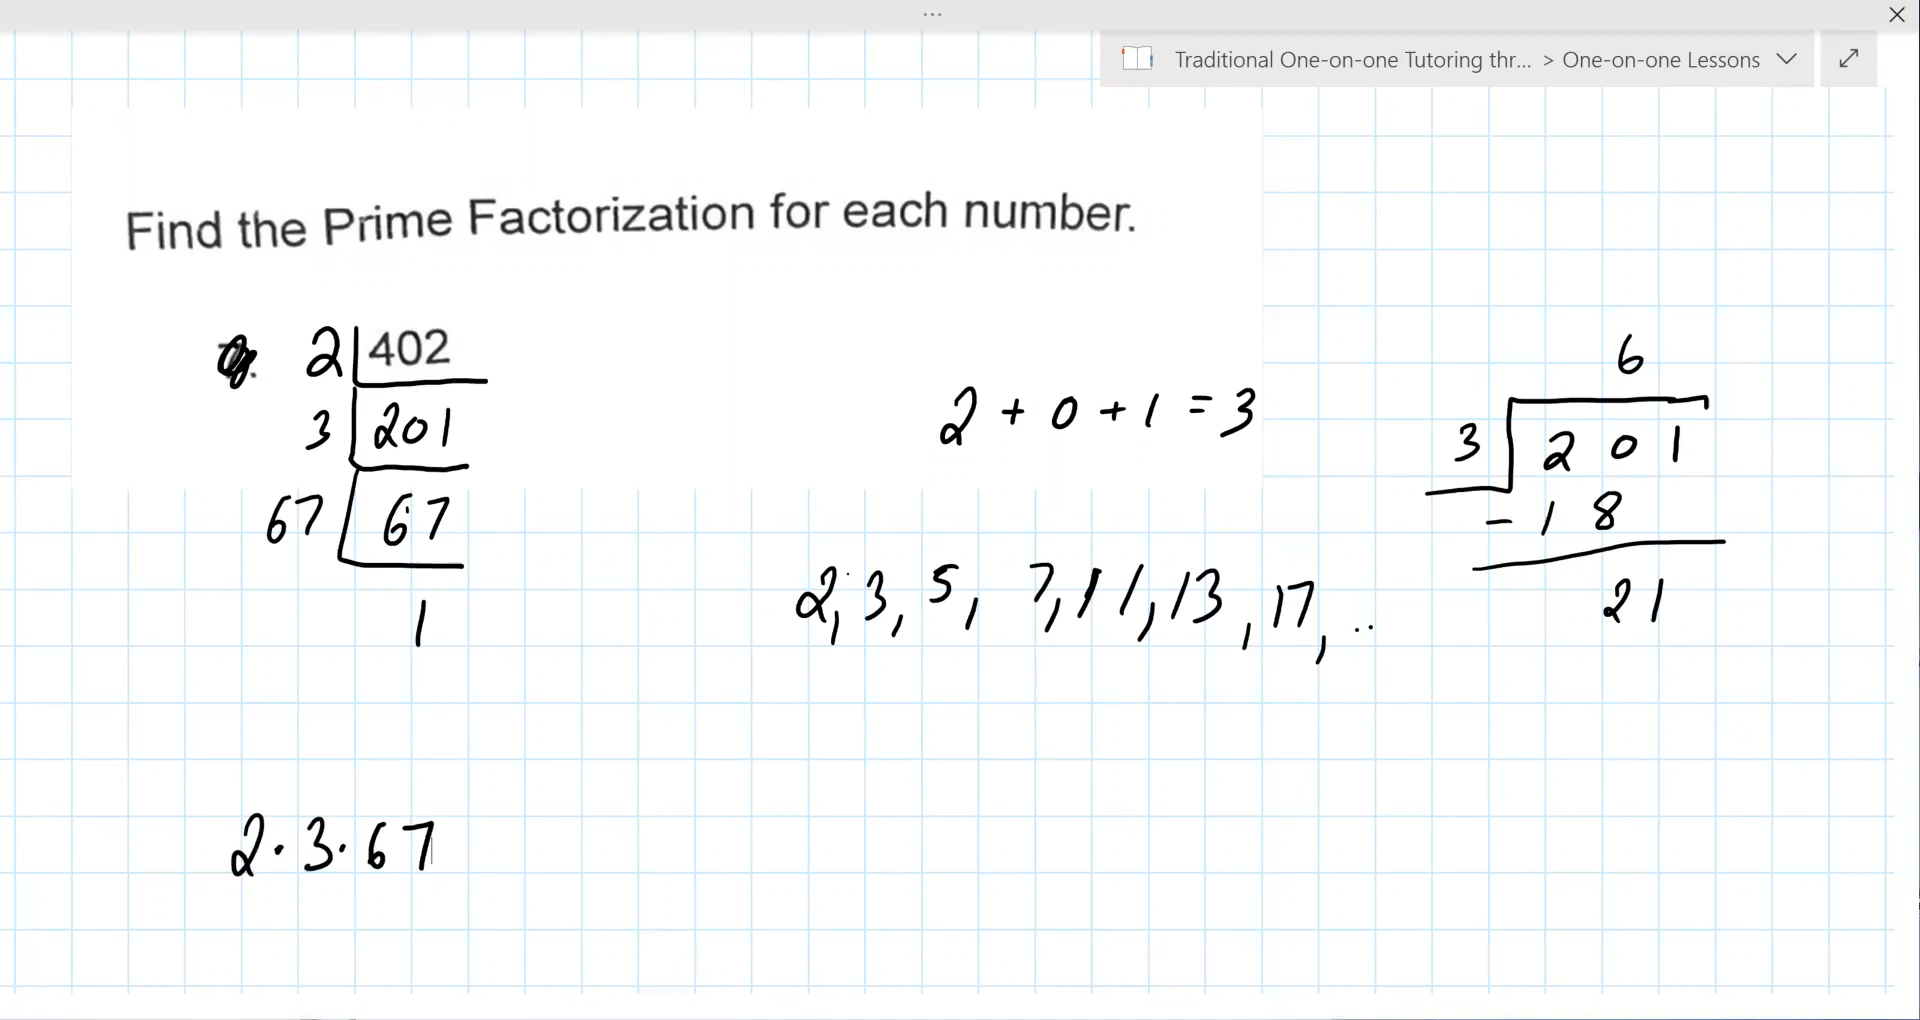 Traditional One-on-one Tutoring thr... > One-on-one Lessons
Find the Prime Factorization for each number.
2 402
3 201
67 67
1
2 + 0 + 1 = 3
2, 3, 5, 7, 11, 13, 17, ..
6
3 201
- 18
21
2 · 3 · 67